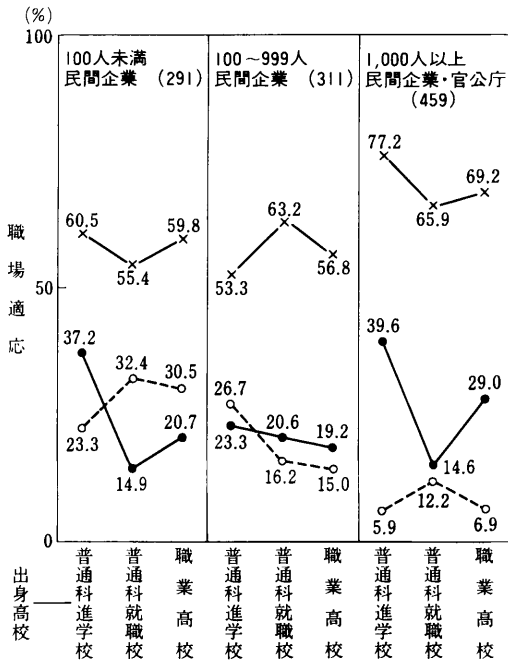 (%)
100
100人未満
民間企業 (291)
100~999人
民間企業 (311)
1,000人以上
民間企業・官公庁
(459)
77.2
65.9
69.2
60.5
55.4
59.8
53.3
63.2
56.8
職場適応
50
37.2
14.9
20.7
23.3
32.4
30.5
26.7
23.3
20.6
16.2
19.2
15.0
39.6
14.6
29.0
5.9
12.2
6.9
0
出身高校
普通科進学校
普通科就職校
職業高校
普通科進学校
普通科就職校
職業高校
普通科進学校
普通科就職校
職業高校